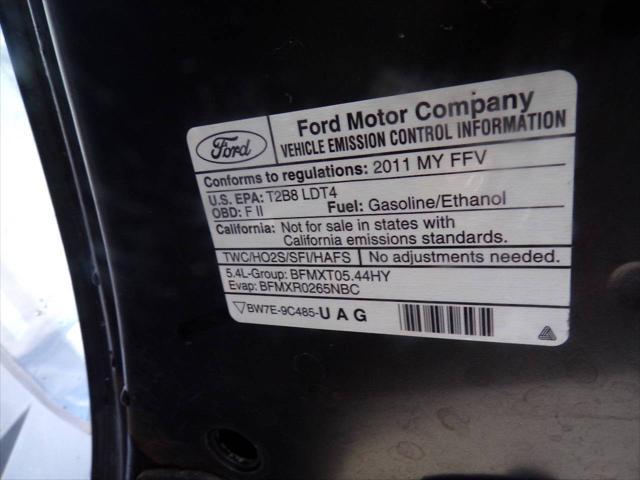 Ford
Ford Motor Company
VEHICLE EMISSION CONTROL INFORMATION
Conforms to regulations: 2011 MY FFV
U.S. EPA: T2B8 LDT4
OBD: F II
Fuel: Gasoline/Ethanol
California: Not for sale in states with
California emissions standards.
TWC/HO2S/SFI/HAFS
No adjustments needed.
5.4L-Group: BFMXT05.44HY
Evap: BFMXR0265NBC
BW7E-9C485-UAG